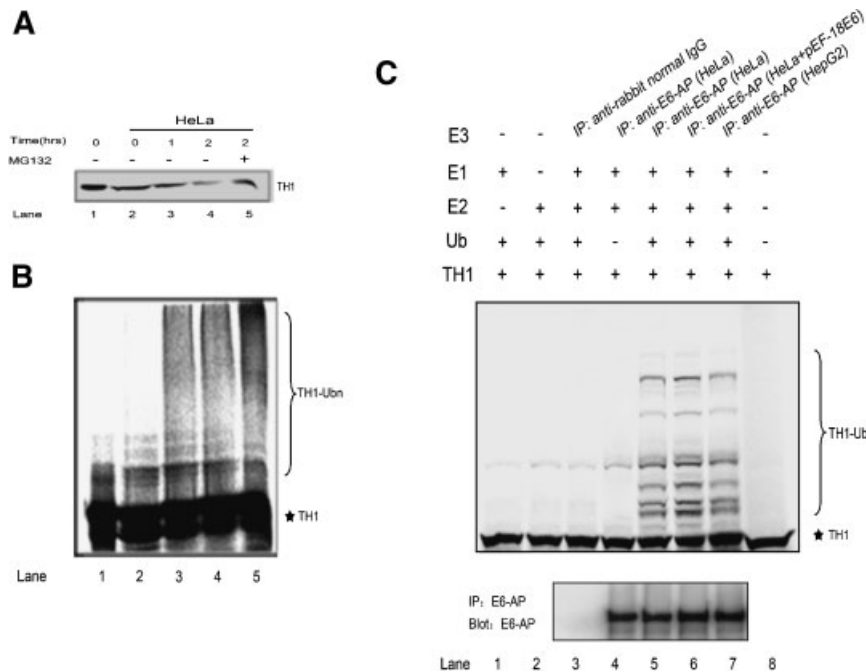 A
HeLa
Time(hrs) 0 0 1 2 2
MG132 - - - - +
TH1
Lane 1 2 3 4 5
B
TH1-Ubn
★ TH1
Lane 1 2 3 4 5
C
IP: anti-rabbit normal IgG
IP: anti-E6-AP (HeLa)
IP: anti-E6-AP (HeLa)
IP: anti-E6-AP (HeLa+pEF-18E6)
IP: anti-E6-AP (HepG2)
E3 - - -
E1 + - + + + + + -
E2 - + + + + + + -
Ub + + + - + + + -
TH1 + + + + + + + +
TH1-Ub
★ TH1
IP: E6-AP
Blot: E6-AP
Lane 1 2 3 4 5 6 7 8